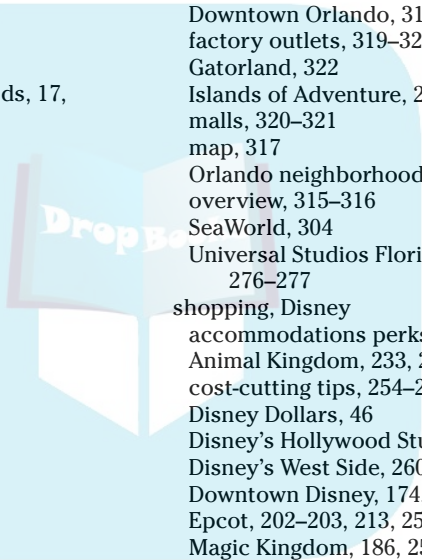 ds, 17,
Downtown Orlando, 31
factory outlets, 319–32
Gatorland, 322
Islands of Adventure, 2
malls, 320–321
map, 317
Orlando neighborhood
overview, 315–316
SeaWorld, 304
Universal Studios Flori
276–277
shopping, Disney
accommodations perks
Animal Kingdom, 233, 2
cost-cutting tips, 254–2
Disney Dollars, 46
Disney’s Hollywood Stu
Disney’s West Side, 260
Downtown Disney, 174
Epcot, 202–203, 213, 25
Magic Kingdom, 186, 25